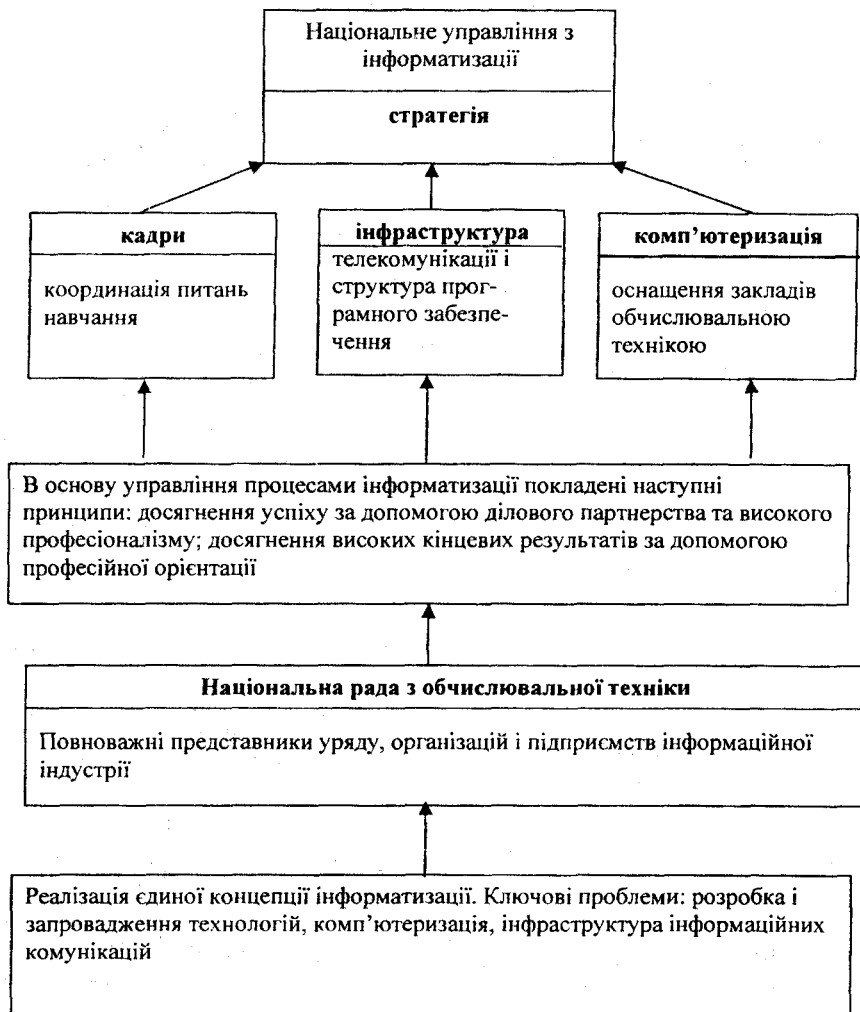 Національне управління з
інформатизації
стратегія
кадри
координація питань
навчання
інфраструктура
телекомунікації і
структура прог-
рамного забезпе-
чення
комп’ютеризація
оснащення закладів
обчислювальною
технікою
В основу управління процесами інформатизації покладені наступні
принципи: досягнення успіху за допомогою ділового партнерства та високого
професіоналізму; досягнення високих кінцевих результатів за допомогою
професійної орієнтації
Національна рада з обчислювальної техніки
Повноважні представники уряду, організацій і підприємств інформаційної
індустрії
Реалізація єдиної концепції інформатизації. Ключові проблеми: розробка і
запровадження технологій, комп’ютеризація, інфраструктура інформаційних
комунікацій